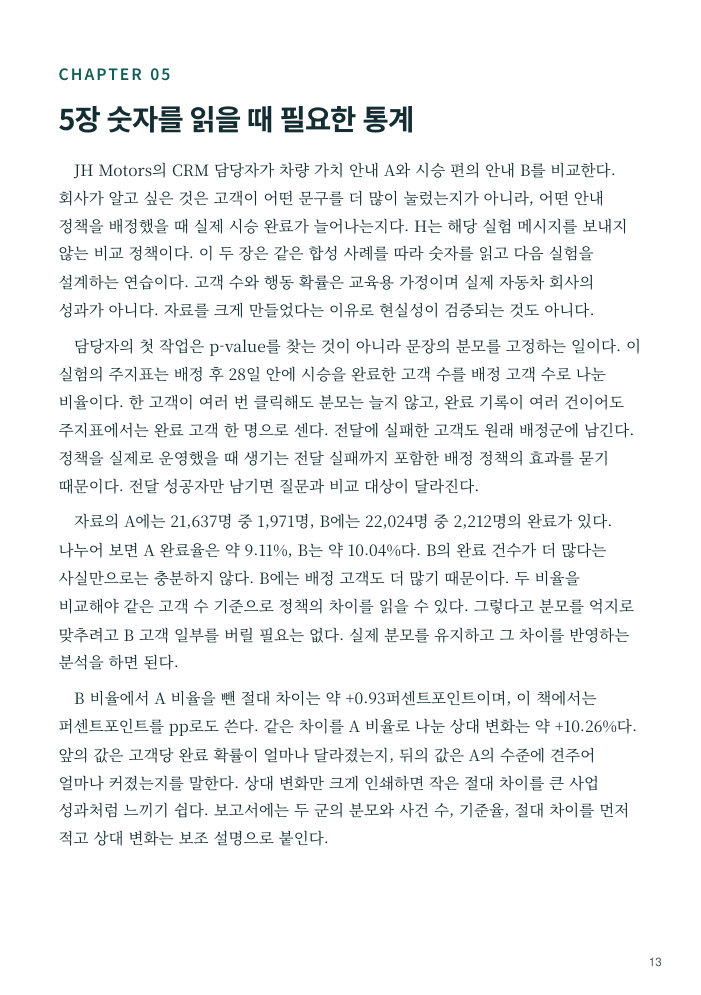 CHAPTER 05
5장 숫자를 읽을 때 필요한 통계
JH Motors의 CRM 담당자가 차량 가치 안내 A와 시승 편의 안내 B를 비교한다.
회사가 알고 싶은 것은 고객이 어떤 문구를 더 많이 눌렀는지가 아니라, 어떤 안내
정책을 배정했을 때 실제 시승 완료가 늘어나는지다. H는 해당 실험 메시지를 보내지
않는 비교 정책이다. 이 두 장은 같은 합성 사례를 따라 숫자를 읽고 다음 실험을
설계하는 연습이다. 고객 수와 행동 확률은 교육용 가정이며 실제 자동차 회사의
성과가 아니다. 자료를 크게 만들었다는 이유로 현실성이 검증되는 것도 아니다.
담당자의 첫 작업은 p-value를 찾는 것이 아니라 문장의 분모를 고정하는 일이다. 이
실험의 주지표는 배정 후 28일 안에 시승을 완료한 고객 수를 배정 고객 수로 나눈
비율이다. 한 고객이 여러 번 클릭해도 분모는 늘지 않고, 완료 기록이 여러 건이어도
주지표에서는 완료 고객 한 명으로 센다. 전달에 실패한 고객도 원래 배정군에 남긴다.
정책을 실제로 운영했을 때 생기는 전달 실패까지 포함한 배정 정책의 효과를 묻기
때문이다. 전달 성공자만 남기면 질문과 비교 대상이 달라진다.
자료의 A에는 21,637명 중 1,971명, B에는 22,024명 중 2,212명의 완료가 있다.
나누어 보면 A 완료율은 약 9.11%, B는 약 10.04%다. B의 완료 건수가 더 많다는
사실만으로는 충분하지 않다. B에는 배정 고객도 더 많기 때문이다. 두 비율을
비교해야 같은 고객 수 기준으로 정책의 차이를 읽을 수 있다. 그렇다고 분모를 억지로
맞추려고 B 고객 일부를 버릴 필요는 없다. 실제 분모를 유지하고 그 차이를 반영하는
분석을 하면 된다.
B 비율에서 A 비율을 뺀 절대 차이는 약 +0.93퍼센트포인트이며, 이 책에서는
퍼센트포인트를 pp로도 쓴다. 같은 차이를 A 비율로 나눈 상대 변화는 약 +10.26%다.
앞의 값은 고객당 완료 확률이 얼마나 달라졌는지, 뒤의 값은 A의 수준에 견주어
얼마나 커졌는지를 말한다. 상대 변화만 크게 인쇄하면 작은 절대 차이를 큰 사업
성과처럼 느끼기 쉽다. 보고서에는 두 군의 분모와 사건 수, 기준율, 절대 차이를 먼저
적고 상대 변화는 보조 설명으로 붙인다.
13